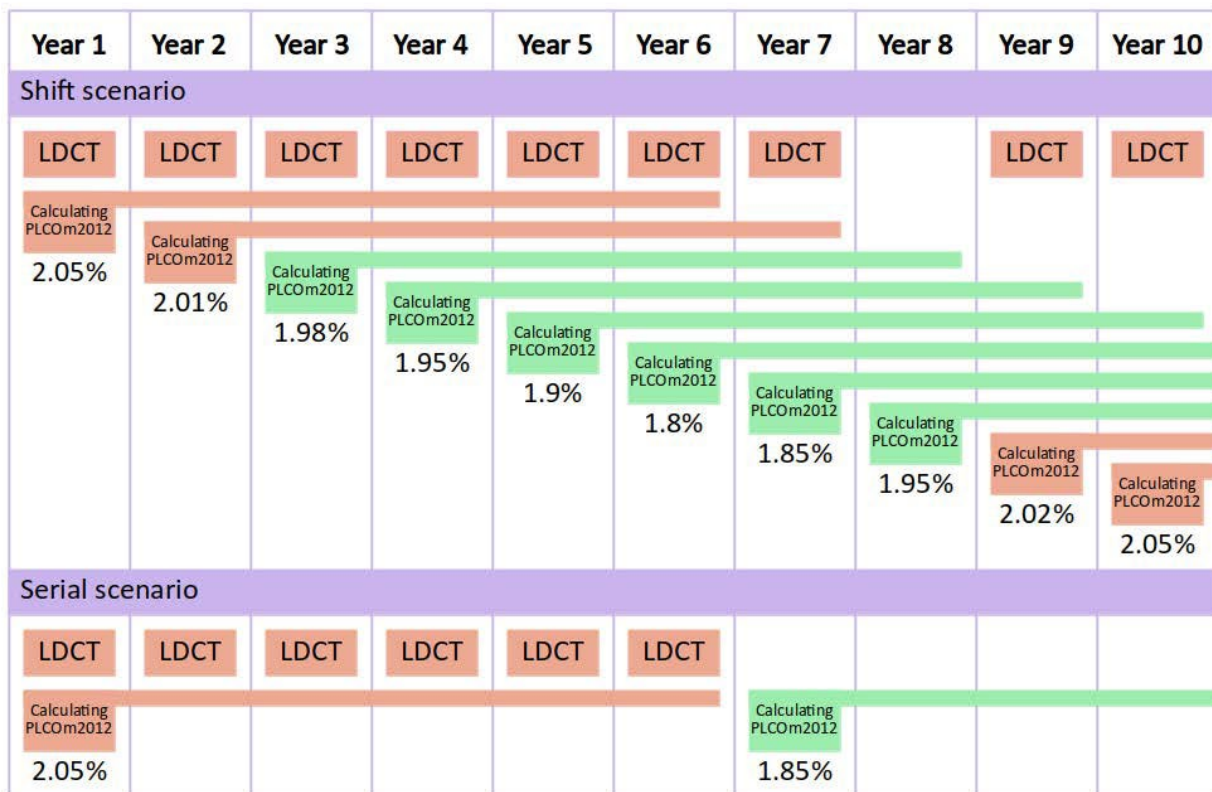 Year 1 Year 2 Year 3 Year 4 Year 5 Year 6 Year 7 Year 8 Year 9 Year 10
Shift scenario
LDCT LDCT LDCT LDCT LDCT LDCT LDCT LDCT LDCT
Calculating
PLCOm2012
2.05%
Calculating
PLCOm2012
2.01%
Calculating
PLCOm2012
1.98%
Calculating
PLCOm2012
1.95%
Calculating
PLCOm2012
1.9%
Calculating
PLCOm2012
1.8%
Calculating
PLCOm2012
1.85%
Calculating
PLCOm2012
1.95%
Calculating
PLCOm2012
2.02%
Calculating
PLCOm2012
2.05%
Serial scenario
LDCT LDCT LDCT LDCT LDCT LDCT
Calculating
PLCOm2012
2.05%
Calculating
PLCOm2012
1.85%